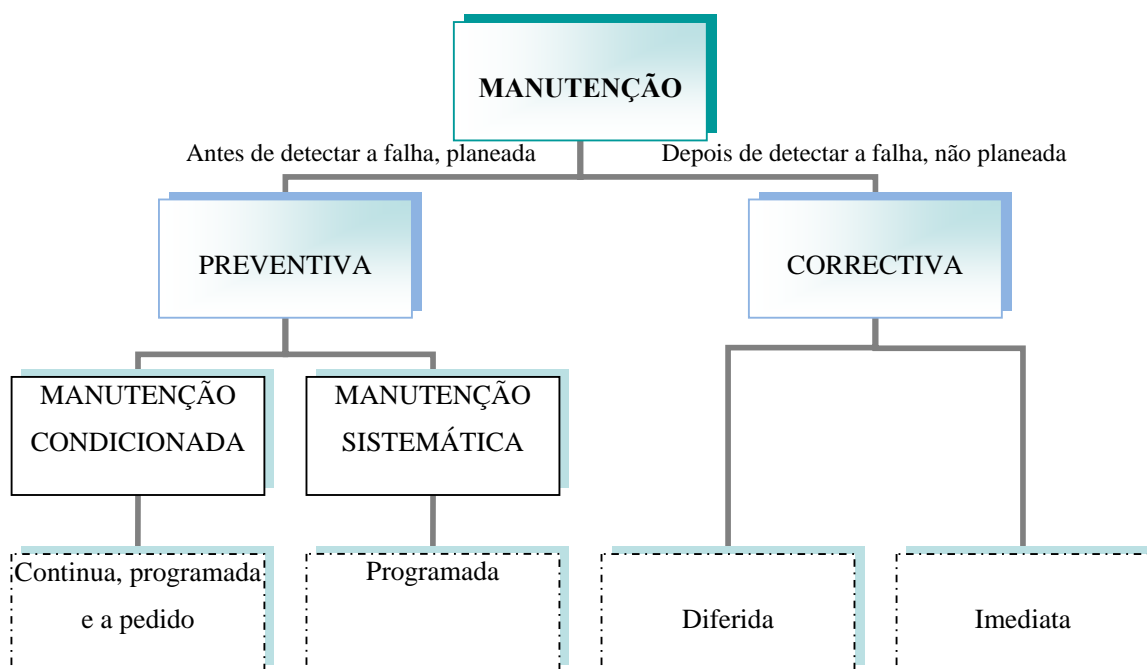 MANUTENÇÃO
Antes de detectar a falha, planeada
Depois de detectar a falha, não planeada
PREVENTIVA
CORRECTIVA
MANUTENÇÃO
CONDICIONADA
MANUTENÇÃO
SISTEMÁTICA
Continua, programada
e a pedido
Programada
Diferida
Imediata